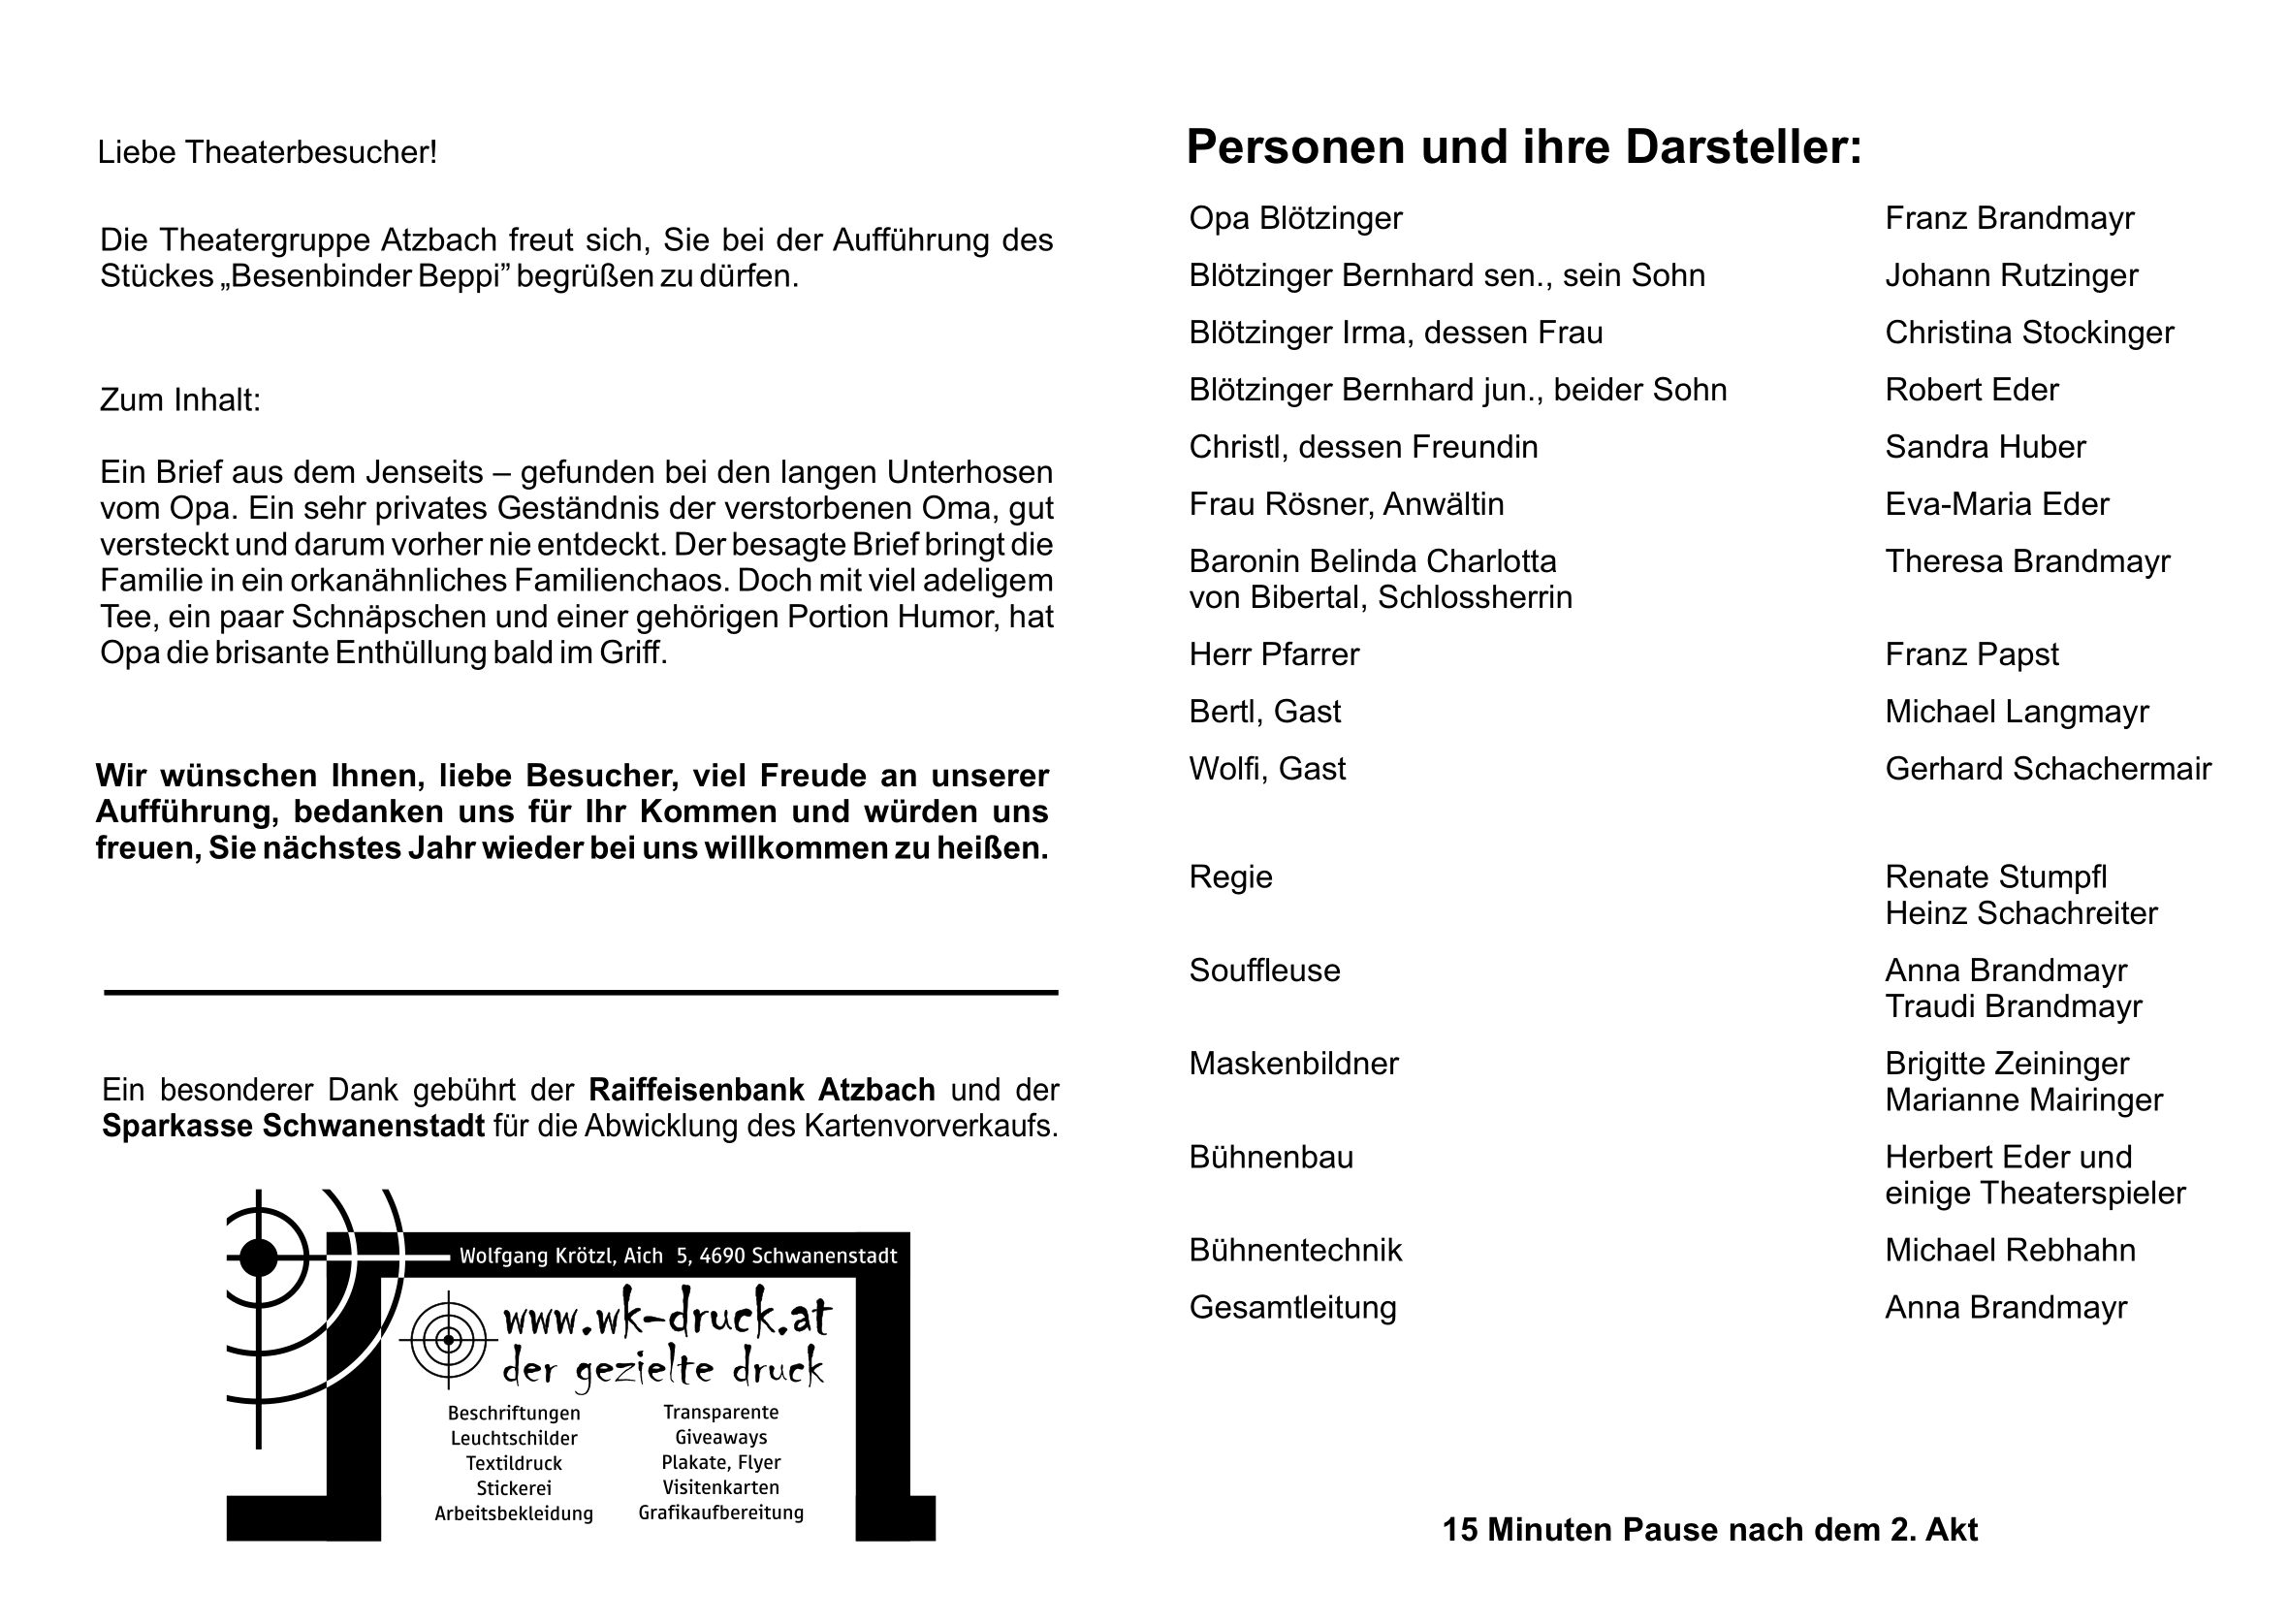 Liebe Theaterbesucher!
Die Theatergruppe Atzbach freut sich, Sie bei der Aufführung des
Stückes „Besenbinder Beppi” begrüßen zu dürfen.
Zum Inhalt:
Ein Brief aus dem Jenseits – gefunden bei den langen Unterhosen
vom Opa. Ein sehr privates Geständnis der verstorbenen Oma, gut
versteckt und darum vorher nie entdeckt. Der besagte Brief bringt die
Familie in ein orkanähnliches Familienchaos. Doch mit viel adeligem
Tee, ein paar Schnäpschen und einer gehörigen Portion Humor, hat
Opa die brisante Enthüllung bald im Griff.
Wir wünschen Ihnen, liebe Besucher, viel Freude an unserer
Aufführung, bedanken uns für Ihr Kommen und würden uns
freuen, Sie nächstes Jahr wieder bei uns willkommen zu heißen.
Ein besonderer Dank gebührt der Raiffeisenbank Atzbach und der
Sparkasse Schwanenstadt für die Abwicklung des Kartenvorverkaufs.
Wolfgang Krötzl, Aich 5, 4690 Schwanenstadt
www.wk-druck.at
der gezielte druck
Beschriftungen
Leuchtschilder
Textildruck
Stickerei
Arbeitsbekleidung
Transparente
Giveaways
Plakate, Flyer
Visitenkarten
Grafikaufbereitung
Personen und ihre Darsteller:
Opa Blötzinger Franz Brandmayr
Blötzinger Bernhard sen., sein Sohn Johann Rutzinger
Blötzinger Irma, dessen Frau Christina Stockinger
Blötzinger Bernhard jun., beider Sohn Robert Eder
Christl, dessen Freundin Sandra Huber
Frau Rösner, Anwältin Eva-Maria Eder
Baronin Belinda Charlotta Theresa Brandmayr
von Bibertal, Schlossherrin
Herr Pfarrer Franz Papst
Bertl, Gast Michael Langmayr
Wolfi, Gast Gerhard Schachermair
Regie Renate Stumpfl
Heinz Schachreiter
Souffleuse Anna Brandmayr
Traudi Brandmayr
Maskenbildner Brigitte Zeininger
Marianne Mairinger
Bühnenbau Herbert Eder und
einige Theaterspieler
Bühnentechnik Michael Rebhahn
Gesamtleitung Anna Brandmayr
15 Minuten Pause nach dem 2. Akt